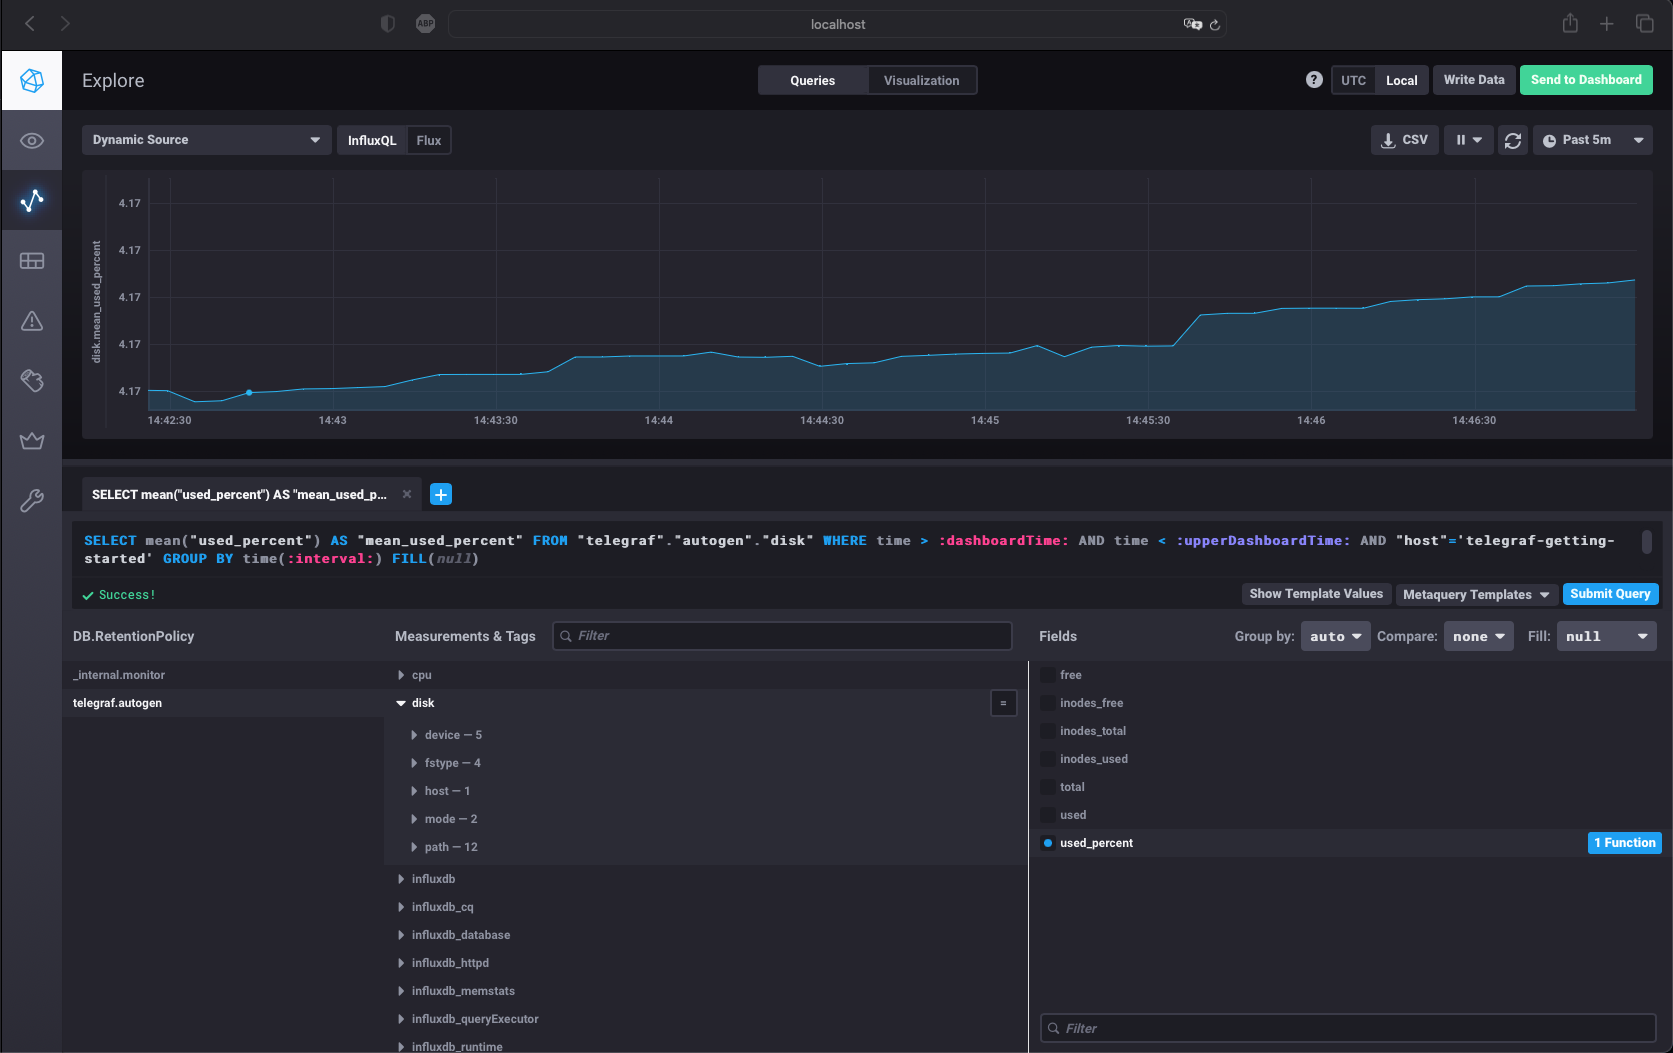 localhost
ABP
Explore
Queries
Visualization
?
UTC
Local
Write Data
Send to Dashboard
Dynamic Source
InfluxQL
Flux
CSV
Past 5m
disk.mean_used_percent
4.17
4.17
4.17
4.17
4.17
14:42:30
14:43
14:43:30
14:44
14:44:30
14:45
14:45:30
14:46
14:46:30
SELECT mean("used_percent") AS "mean_used_p...
SELECT mean("used_percent") AS "mean_used_percent" FROM "telegraf"."autogen"."disk" WHERE time > :dashboardTime: AND time < :upperDashboardTime: AND "host"='telegraf-getting-
started' GROUP BY time(:interval:) FILL(null)
Success!
Show Template Values
Metaquery Templates
Submit Query
DB.RetentionPolicy
Measurements & Tags
Filter
Fields
Group by:
auto
Compare:
none
Fill:
null
_internal.monitor
telegraf.autogen
cpu
disk
=
device — 5
fstype — 4
host — 1
mode — 2
path — 12
influxdb
influxdb_cq
influxdb_database
influxdb_httpd
influxdb_memstats
influxdb_queryExecutor
influxdb_runtime
free
inodes_free
inodes_total
inodes_used
total
used
used_percent
1 Function
Filter